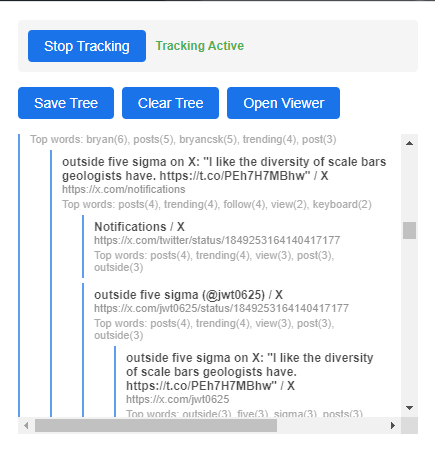 Stop Tracking Tracking Active
Save Tree Clear Tree Open Viewer
Top words: bryan(6), posts(5), bryancsk(5), trending(4), post(3)
outside five sigma on X: "I like the diversity of scale bars
geologists have. https://t.co/PEh7H7MBhw" / X
https://x.com/notifications
Top words: posts(4), trending(4), follow(4), view(2), keyboard(2)
Notifications / X
https://x.com/twitter/status/1849253164140417177
Top words: posts(4), trending(4), view(3), post(3),
outside(3)
outside five sigma (@jwt0625) / X
https://x.com/jwt0625/status/1849253164140417177
Top words: posts(4), trending(4), view(3), post(3),
outside(3)
outside five sigma on X: "I like the diversity
of scale bars geologists have.
https://t.co/PEh7H7MBhw" / X
https://x.com/jwt0625
Top words: outside(3), five(3), sigma(3), posts(3)